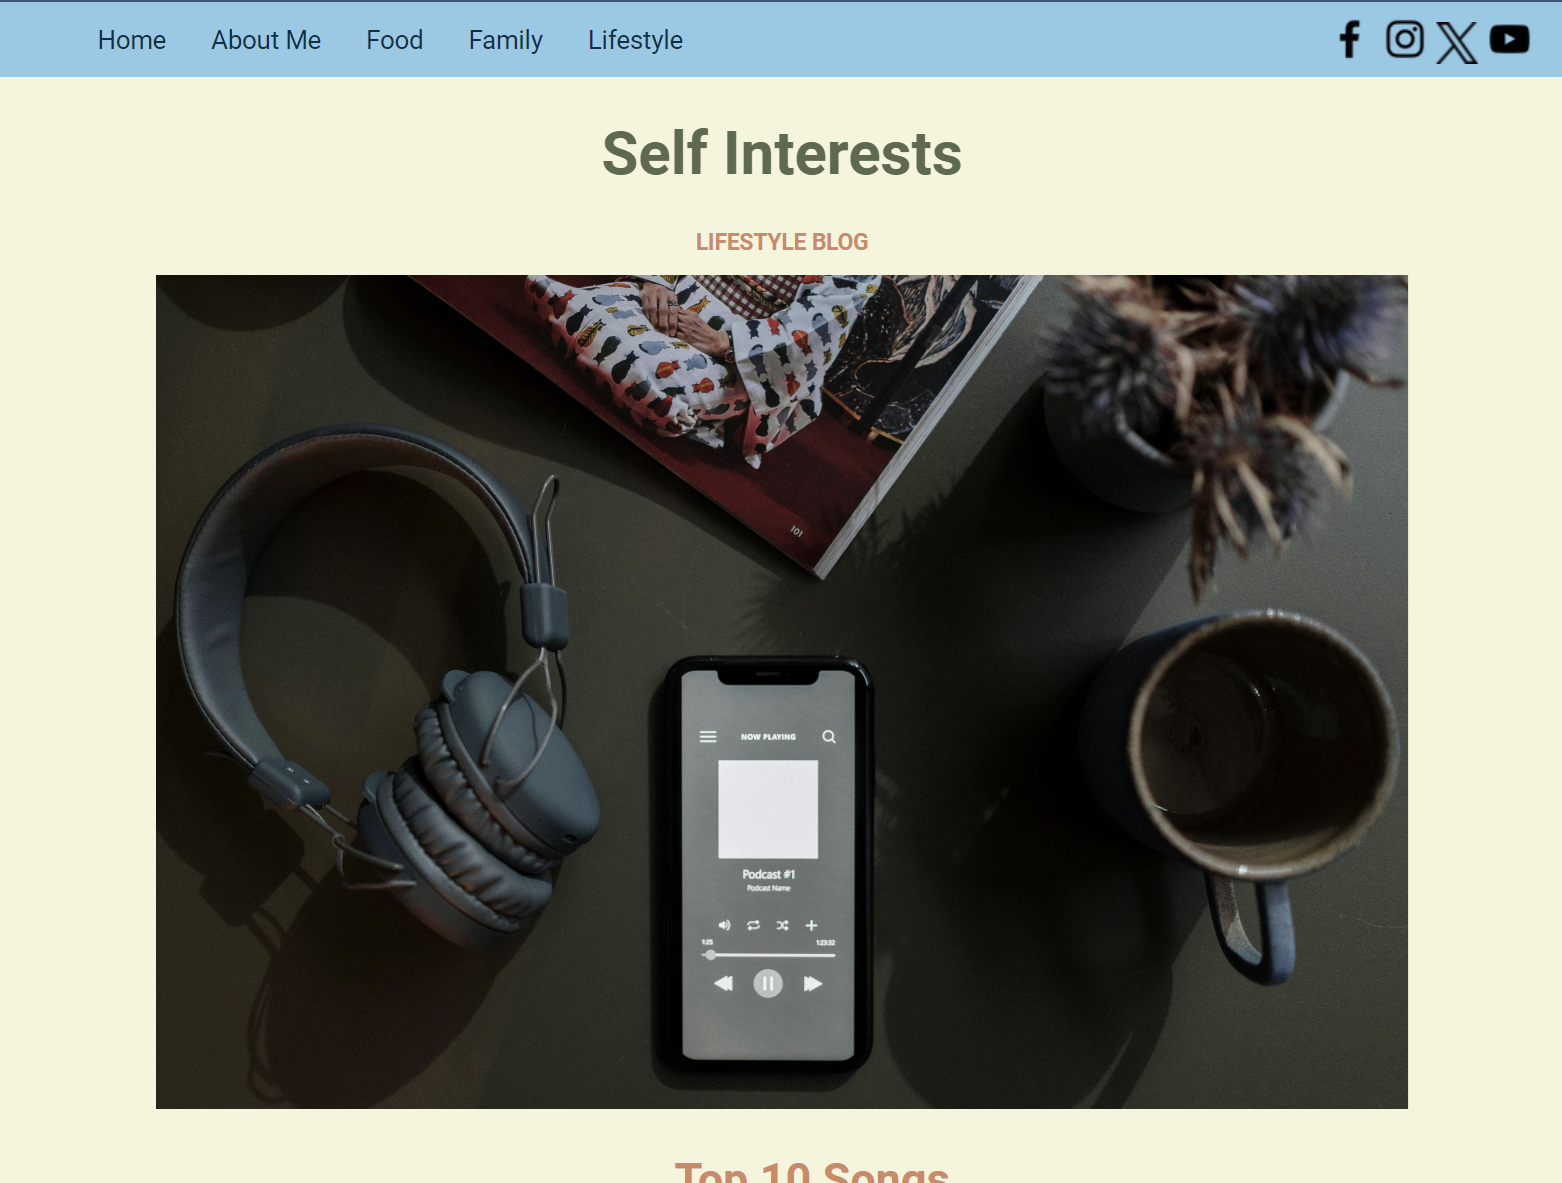 Home About Me Food Family Lifestyle
Self Interests
LIFESTYLE BLOG
101
NOW PLAYING
Podcast #1
Podcast Name
1:25 1:23:32
Top 10 Songs